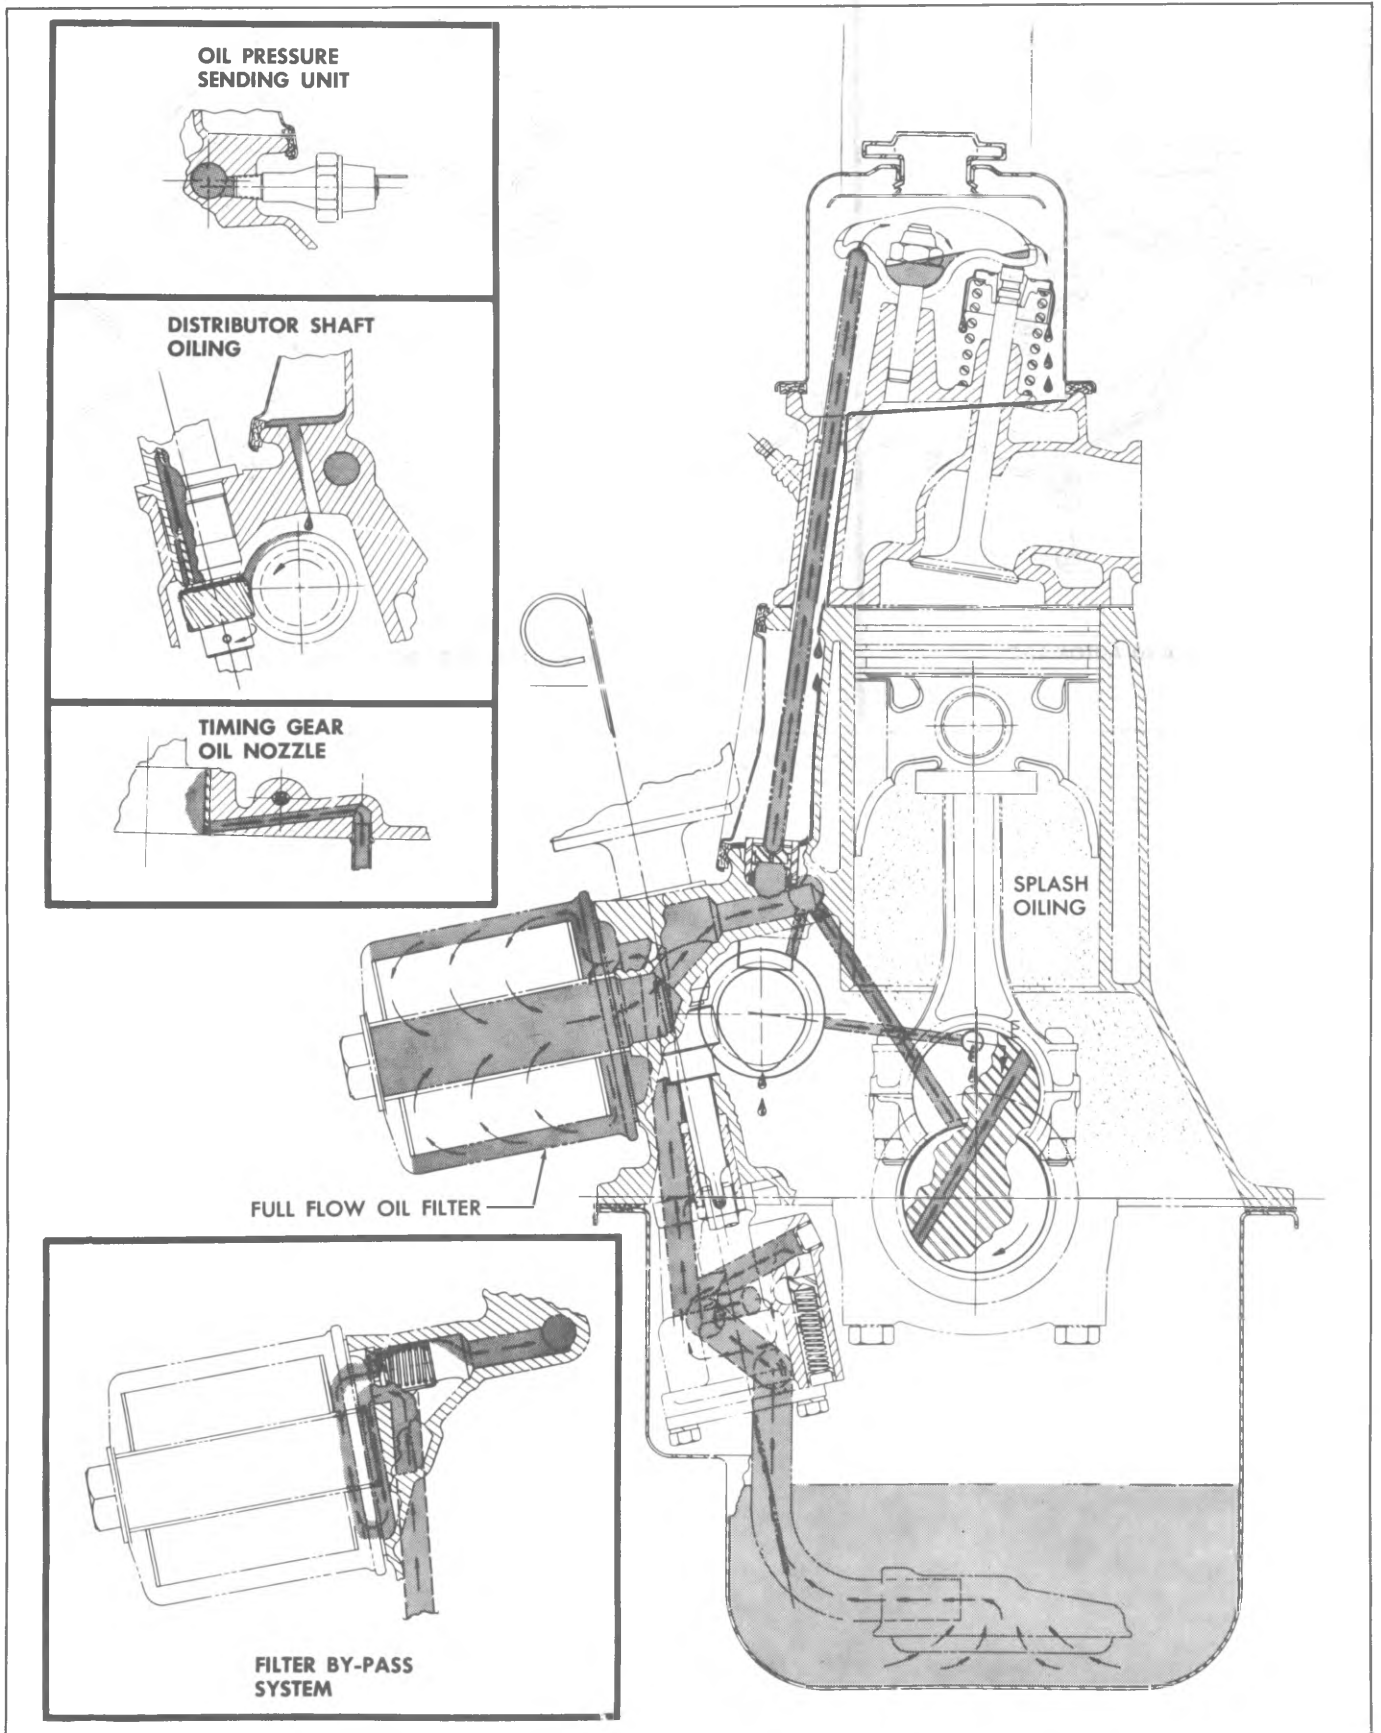 OIL PRESSURE
SENDING UNIT
DISTRIBUTOR SHAFT
OILING
TIMING GEAR
OIL NOZZLE
SPLASH
OILING
FULL FLOW OIL FILTER
FILTER BY-PASS
SYSTEM